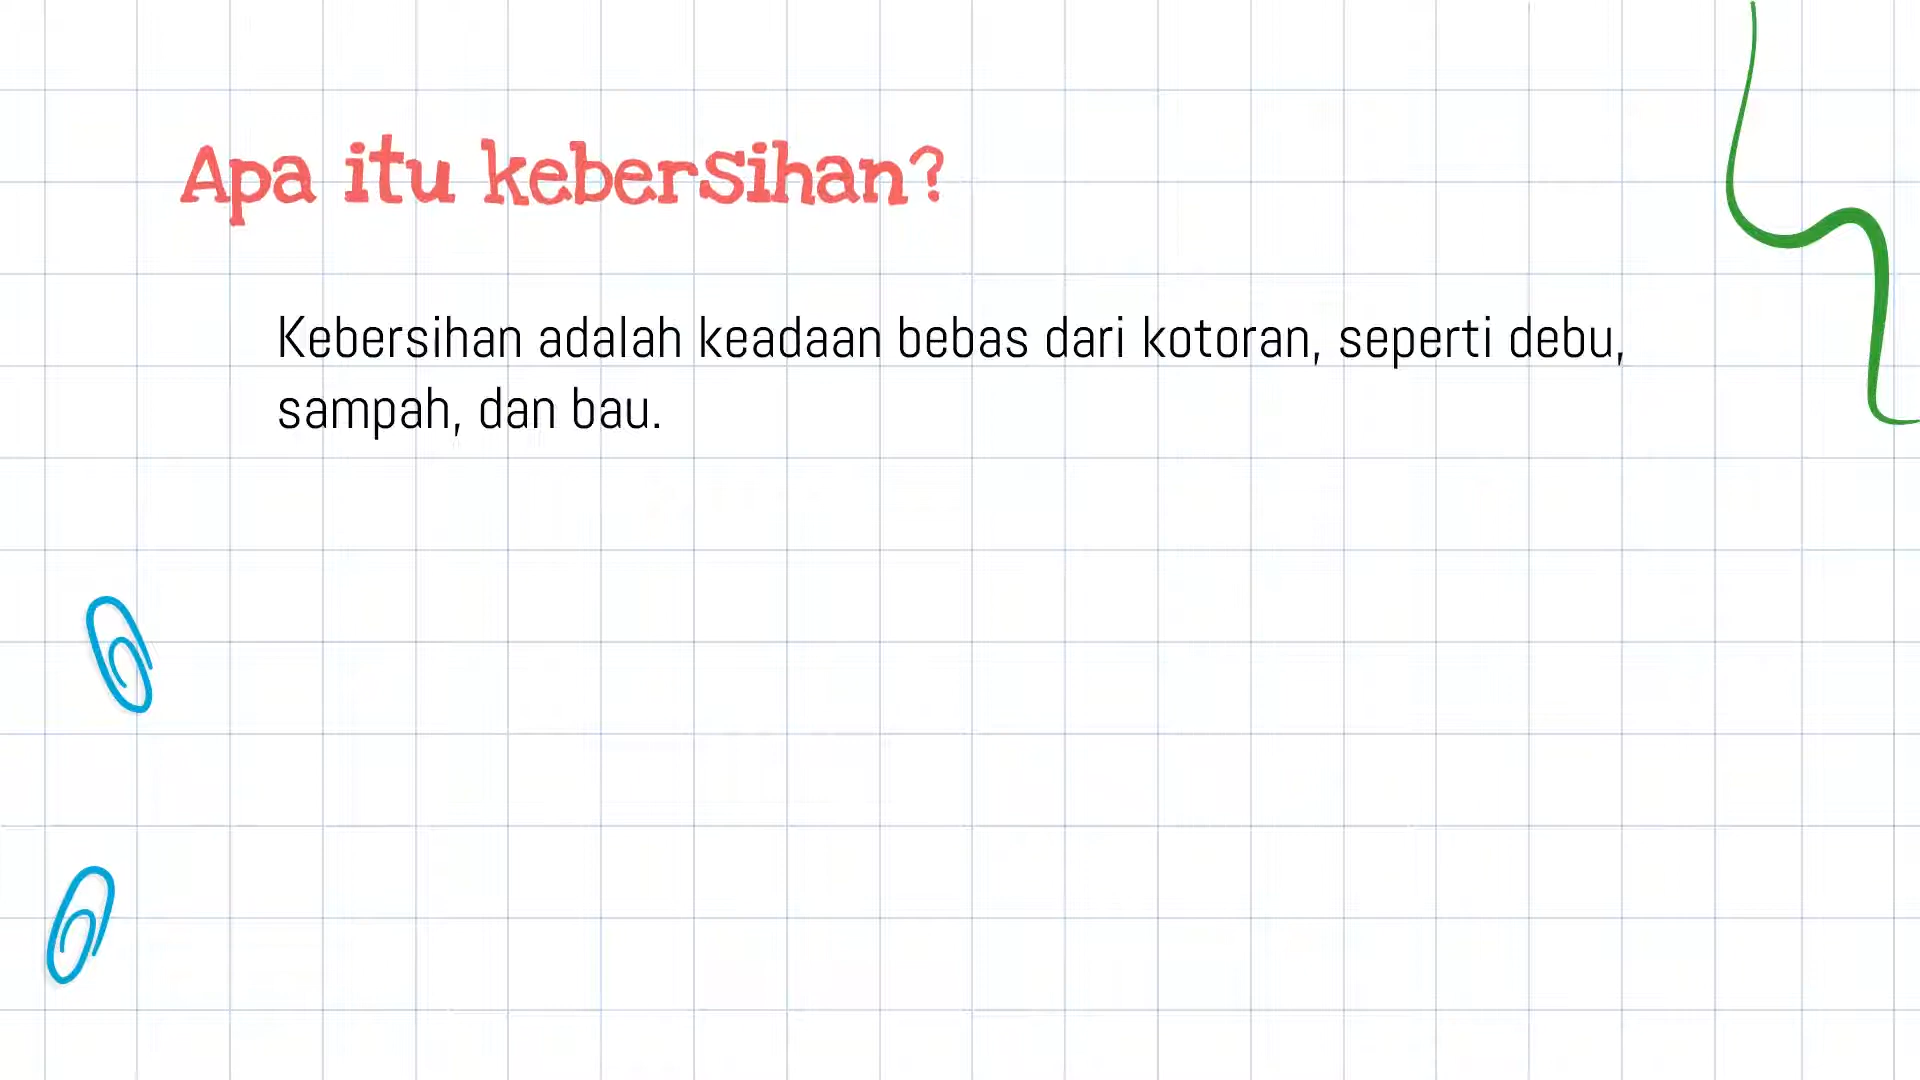 Apa itu kebersihan?
Kebersihan adalah keadaan bebas dari kotoran, seperti debu,
sampah, dan bau.